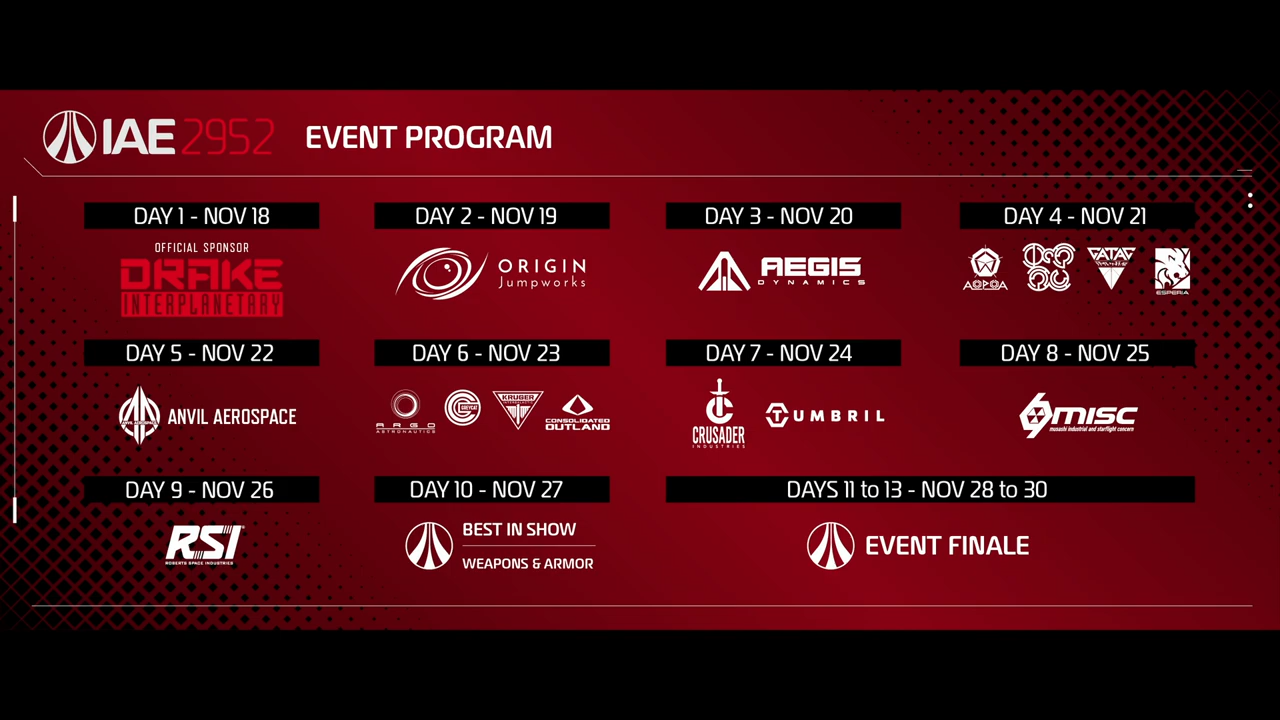 IAE 2952 EVENT PROGRAM
DAY 1 - NOV 18
OFFICIAL SPONSOR
DRAKE
INTERPLANETARY
DAY 2 - NOV 19
ORIGIN
Jumpworks
DAY 3 - NOV 20
AEGIS
DYNAMICS
DAY 4 - NOV 21
AOPOA
GATAC
ESPERIA
DAY 5 - NOV 22
ANVIL AEROSPACE
DAY 6 - NOV 23
ARGO
ASTRONAUTICS
GREYCAT
KRUGER
INTERGALACTIC
CONSOLIDATED
OUTLAND
DAY 7 - NOV 24
CRUSADER
INDUSTRIES
TUMBRIL
DAY 8 - NOV 25
MISC
musashi industrial and starflight concern
DAY 9 - NOV 26
RSI
ROBERTS SPACE INDUSTRIES
DAY 10 - NOV 27
BEST IN SHOW
WEAPONS & ARMOR
DAYS 11 to 13 - NOV 28 to 30
EVENT FINALE